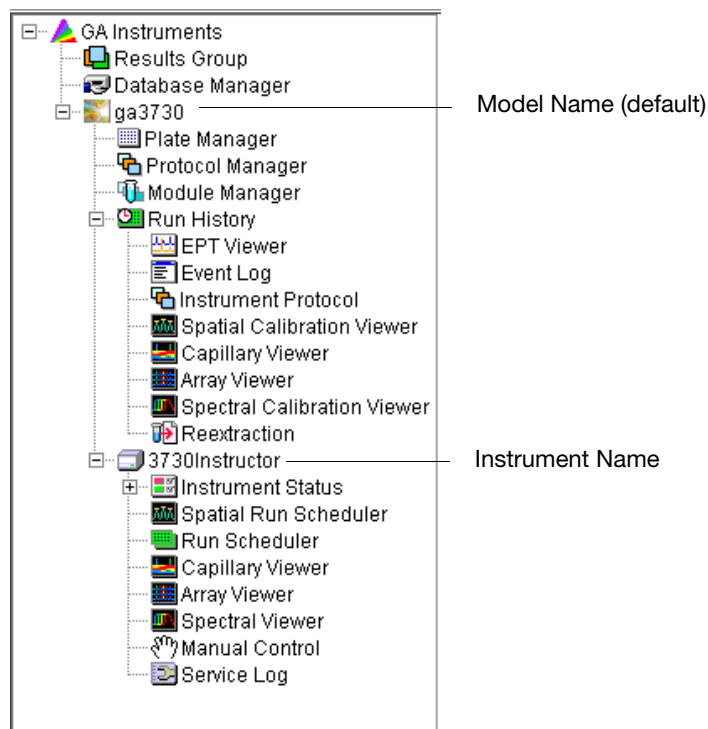 GA Instruments
Results Group
Database Manager
ga3730 Model Name (default)
Plate Manager
Protocol Manager
Module Manager
Run History
EPT Viewer
Event Log
Instrument Protocol
Spatial Calibration Viewer
Capillary Viewer
Array Viewer
Spectral Calibration Viewer
Reextraction
3730Instructor Instrument Name
Instrument Status
Spatial Run Scheduler
Run Scheduler
Capillary Viewer
Array Viewer
Spectral Viewer
Manual Control
Service Log